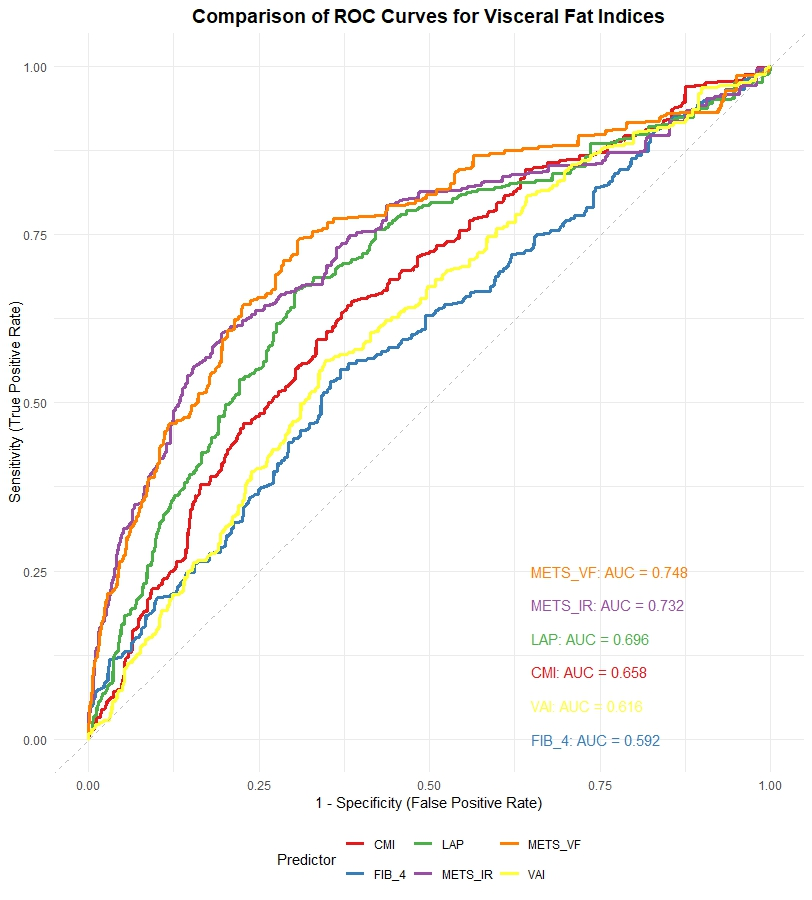 Comparison of ROC Curves for Visceral Fat Indices
1.00
0.75
0.50
0.25
0.00
Sensitivity (True Positive Rate)
METS_VF: AUC = 0.748
METS_IR: AUC = 0.732
LAP: AUC = 0.696
CMI: AUC = 0.658
VAI: AUC = 0.616
FIB_4: AUC = 0.592
0.00 0.25 0.50 0.75 1.00
1 - Specificity (False Positive Rate)
Predictor
CMI LAP METS_VF
FIB_4 METS_IR VAI